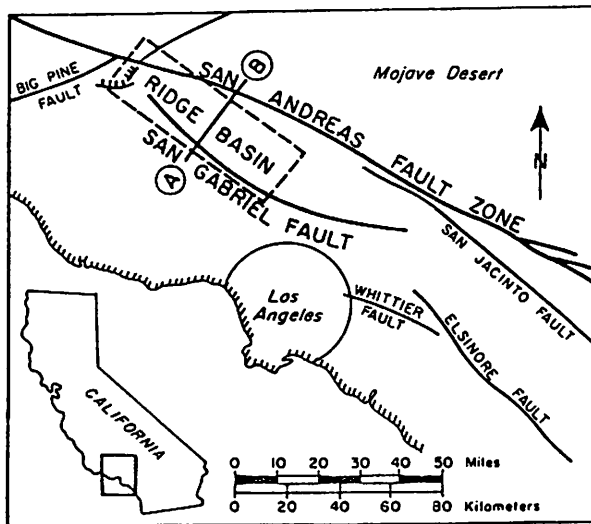 BIG PINE
FAULT
RIDGE BASIN
SAN ANDREAS FAULT ZONE
SAN GABRIEL FAULT
B
A
Mojave Desert
N
SAN JACINTO FAULT
Los
Angeles
WHITTIER
FAULT
ELSINORE FAULT
CALIFORNIA
0 10 20 30 40 50 Miles
0 20 40 60 80
Kilometers